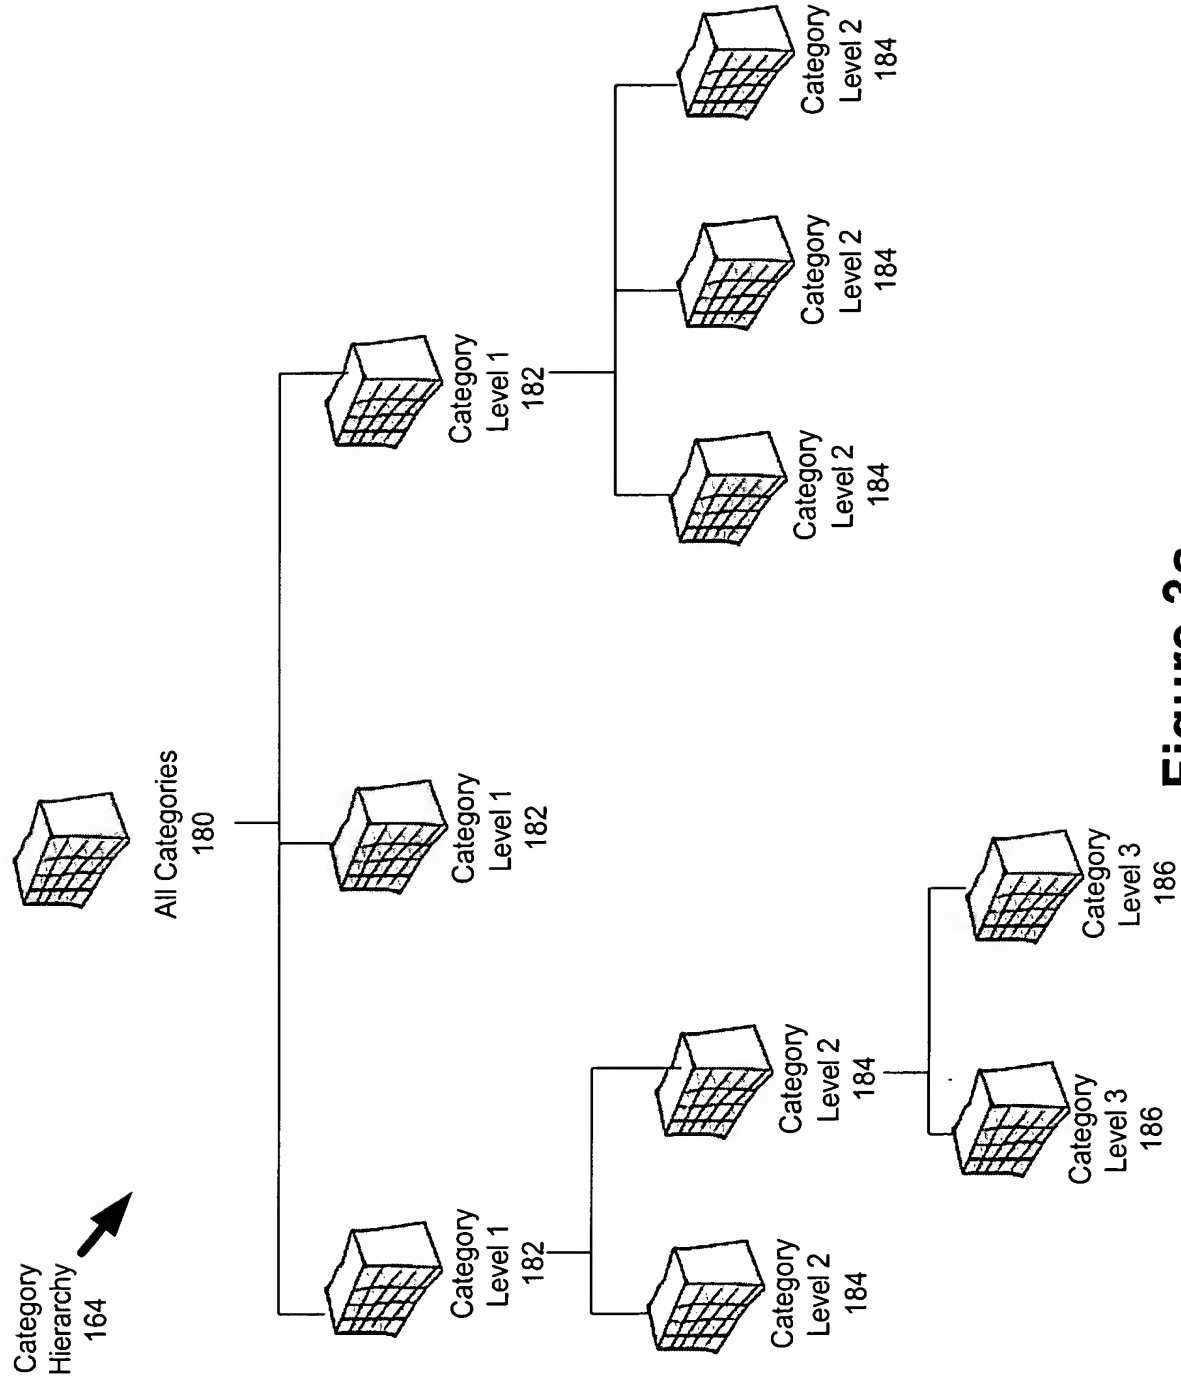 Category
Hierarchy
164
All Categories
180
Category
Level 1
182
Category
Level 1
182
Category
Level 1
182
Category
Level 2
184
Category
Level 2
184
Category
Level 2
184
Category
Level 2
184
Category
Level 2
184
Category
Level 3
186
Category
Level 3
186
Figure